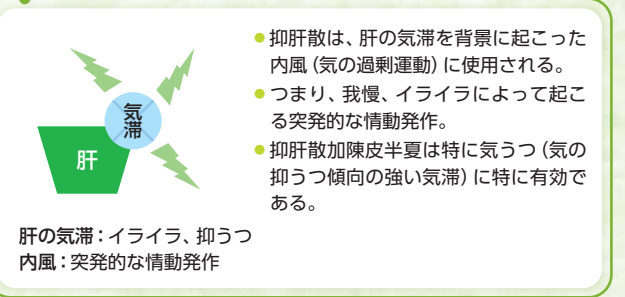 気
滞
肝
肝の気滞：イライラ、抑うつ
内風：突発的な情動発作
●抑肝散は、肝の気滞を背景に起こった
内風（気の過剰運動）に使用される。
●つまり、我慢、イライラによって起こ
る突発的な情動発作。
●抑肝散加陳皮半夏は特に気うつ（気の
抑うつ傾向の強い気滞）に特に有効で
ある。